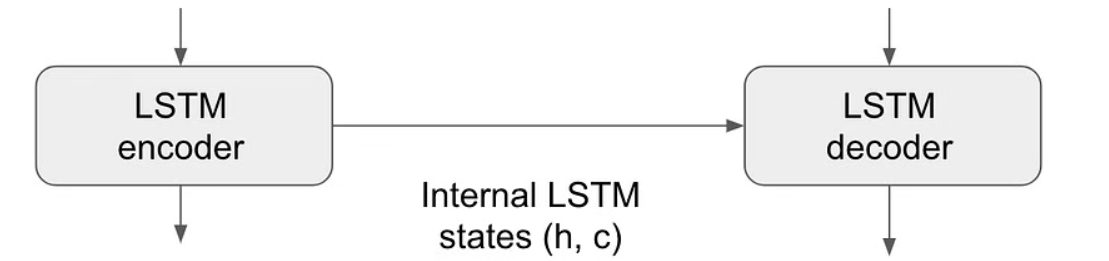 LSTM
encoder
LSTM
decoder
Internal LSTM
states (h, c)